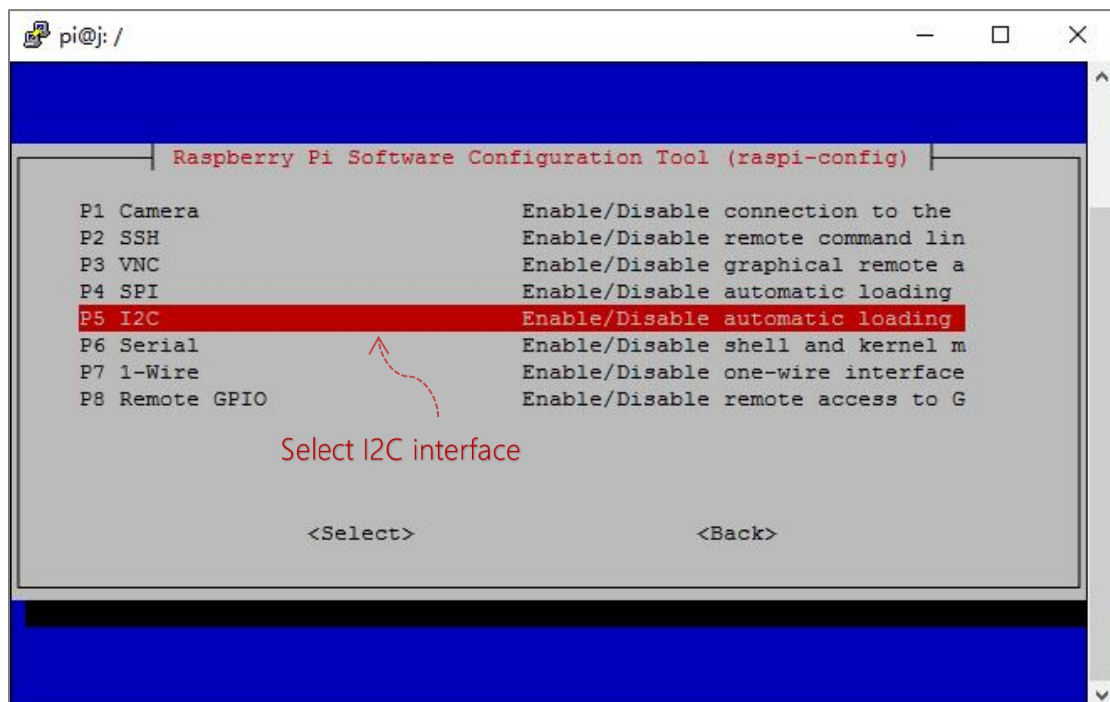 pi@j: /
Raspberry Pi Software Configuration Tool (raspi-config)
P1 Camera Enable/Disable connection to the
P2 SSH Enable/Disable remote command lin
P3 VNC Enable/Disable graphical remote a
P4 SPI Enable/Disable automatic loading
P5 I2C Enable/Disable automatic loading
P6 Serial Enable/Disable shell and kernel m
P7 1-Wire Enable/Disable one-wire interface
P8 Remote GPIO Enable/Disable remote access to G
Select I2C interface
<Select> <Back>